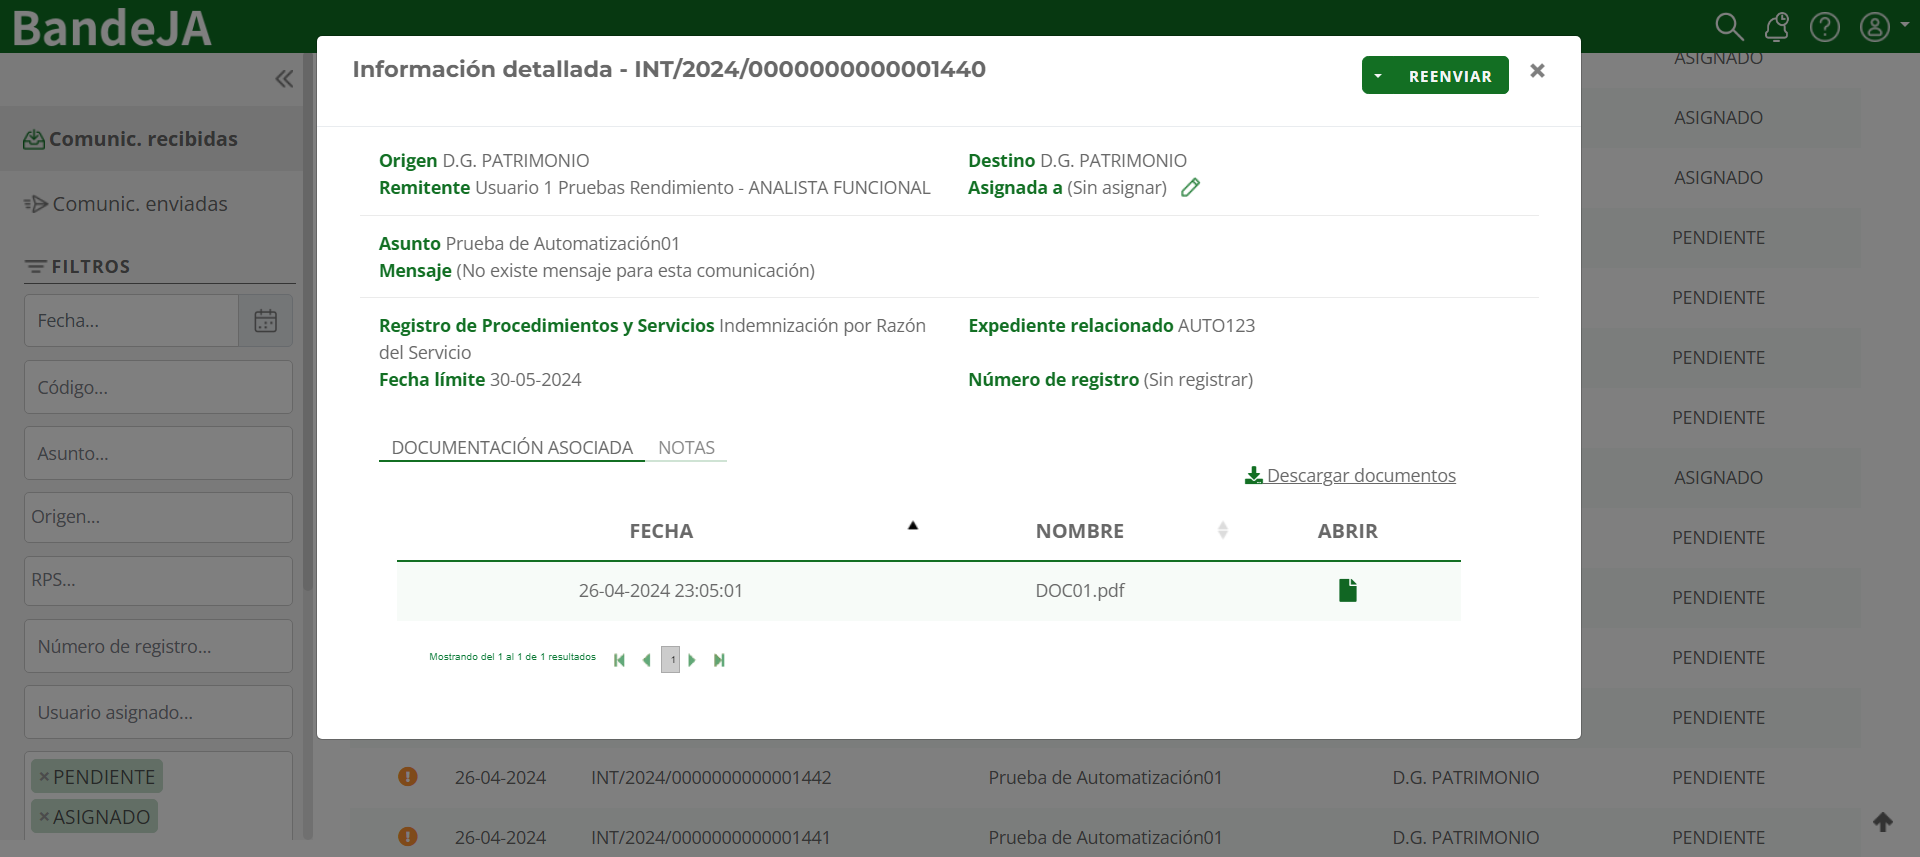 BandeJA
Información detallada - INT/2024/0000000000001440
REENVIAR
Comunic. recibidas
Comunic. enviadas
FILTROS
Fecha...
Código...
Asunto...
Origen...
RPS...
Número de registro...
Usuario asignado...
×PENDIENTE
×ASIGNADO
Origen D.G. PATRIMONIO
Destino D.G. PATRIMONIO
Remitente Usuario 1 Pruebas Rendimiento - ANALISTA FUNCIONAL
Asignada a (Sin asignar)
Asunto Prueba de Automatización01
Mensaje (No existe mensaje para esta comunicación)
Registro de Procedimientos y Servicios Indemnización por Razón
del Servicio
Expediente relacionado AUTO123
Fecha límite 30-05-2024
Número de registro (Sin registrar)
DOCUMENTACIÓN ASOCIADA NOTAS
Descargar documentos
FECHA NOMBRE ABRIR
26-04-2024 23:05:01 DOC01.pdf
Mostrando del 1 al 1 de 1 resultados 1
ASIGNADO
ASIGNADO
ASIGNADO
PENDIENTE
PENDIENTE
PENDIENTE
PENDIENTE
ASIGNADO
PENDIENTE
PENDIENTE
PENDIENTE
PENDIENTE
26-04-2024 INT/2024/0000000000001442 Prueba de Automatización01 D.G. PATRIMONIO PENDIENTE
26-04-2024 INT/2024/0000000000001441 Prueba de Automatización01 D.G. PATRIMONIO PENDIENTE